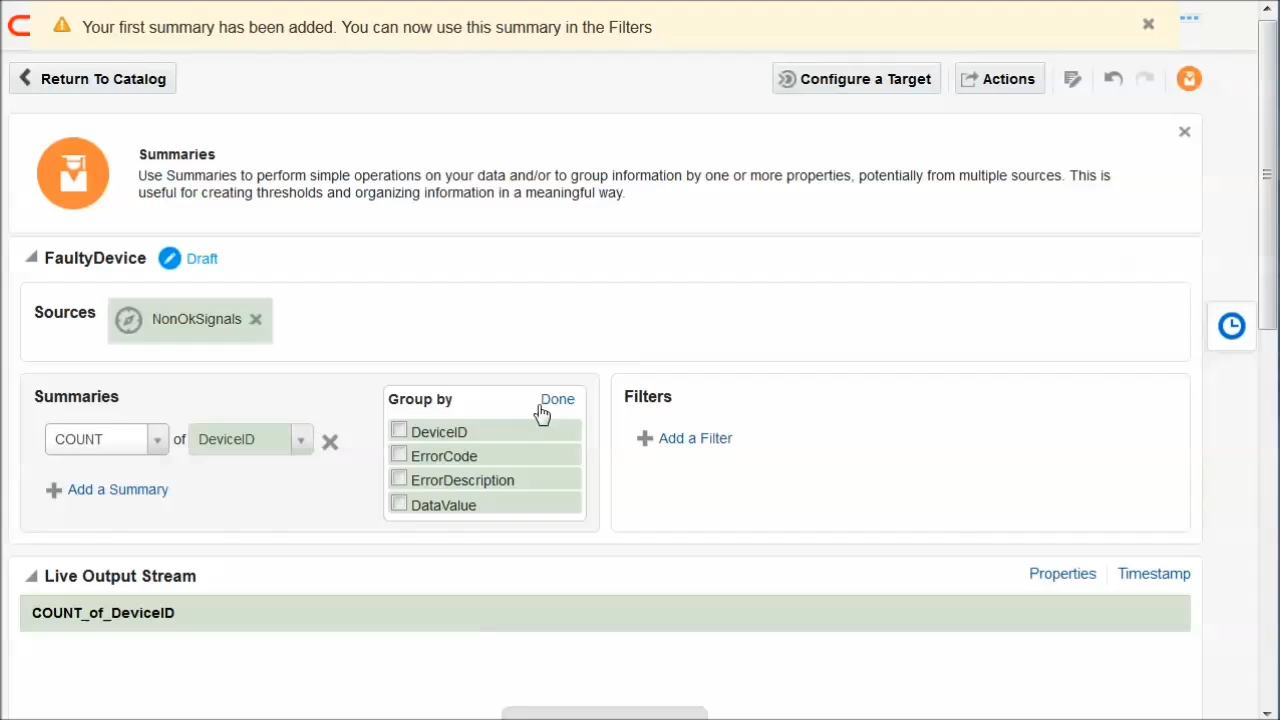 Your first summary has been added. You can now use this summary in the Filters
Return To Catalog
Configure a Target
Actions
Summaries
Use Summaries to perform simple operations on your data and/or to group information by one or more properties, potentially from multiple sources. This is
useful for creating thresholds and organizing information in a meaningful way.
FaultyDevice
Draft
Sources
NonOkSignals
Summaries
COUNT of DeviceID
Add a Summary
Group by
Done
DeviceID
ErrorCode
ErrorDescription
DataValue
Filters
Add a Filter
Live Output Stream
Properties
Timestamp
COUNT_of_DeviceID